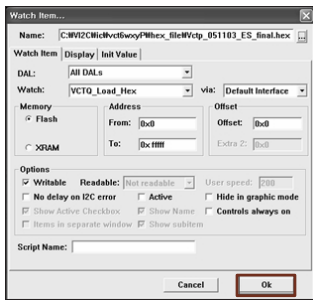 Watch Item...
Name: C:₩VI2C₩ic₩vct6wxyP₩hex_file₩Vctp_051103_ES_final.hex ...
Watch Item Display Init Value
DAL: All DALs
Watch: VCTQ_Load_Hex via: Default Interface
Memory Address Offset
Flash From: 0x0 Offset: 0x0
XRAM To: 0xfffff Extra 2: 0x0
Options
Writable Readable: Not readable User speed: 200
No delay on I2C error Active Hide in graphic mode
Show Active Checkbox Show Name Controls always on
Items in separate window Show subitem
Script Name:
Cancel Ok